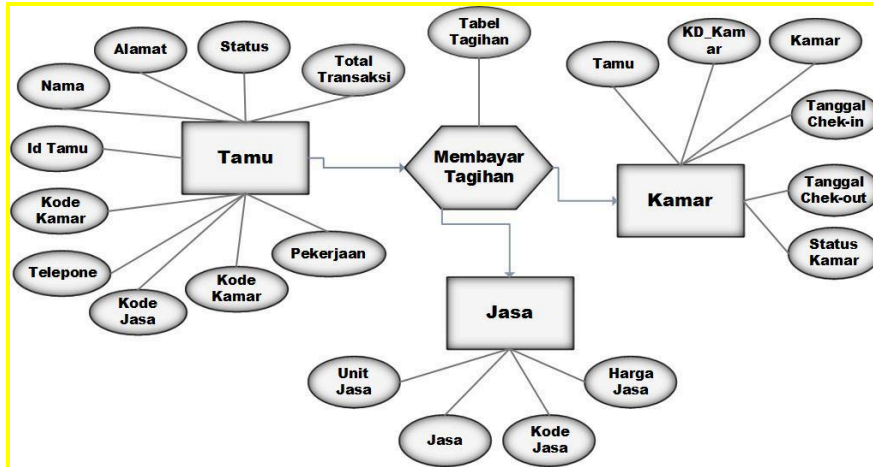 Tabel
Tagihan
Alamat
Status
Total
Transaksi
Nama
Id Tamu
Tamu
Kode
Kamar
Telepone
Kode
Jasa
Kode
Kamar
Pekerjaan
Membayar
Tagihan
Tamu
KD_Kam
ar
Kamar
Tanggal
Chek-in
Kamar
Tanggal
Chek-out
Status
Kamar
Jasa
Unit
Jasa
Jasa
Kode
Jasa
Harga
Jasa